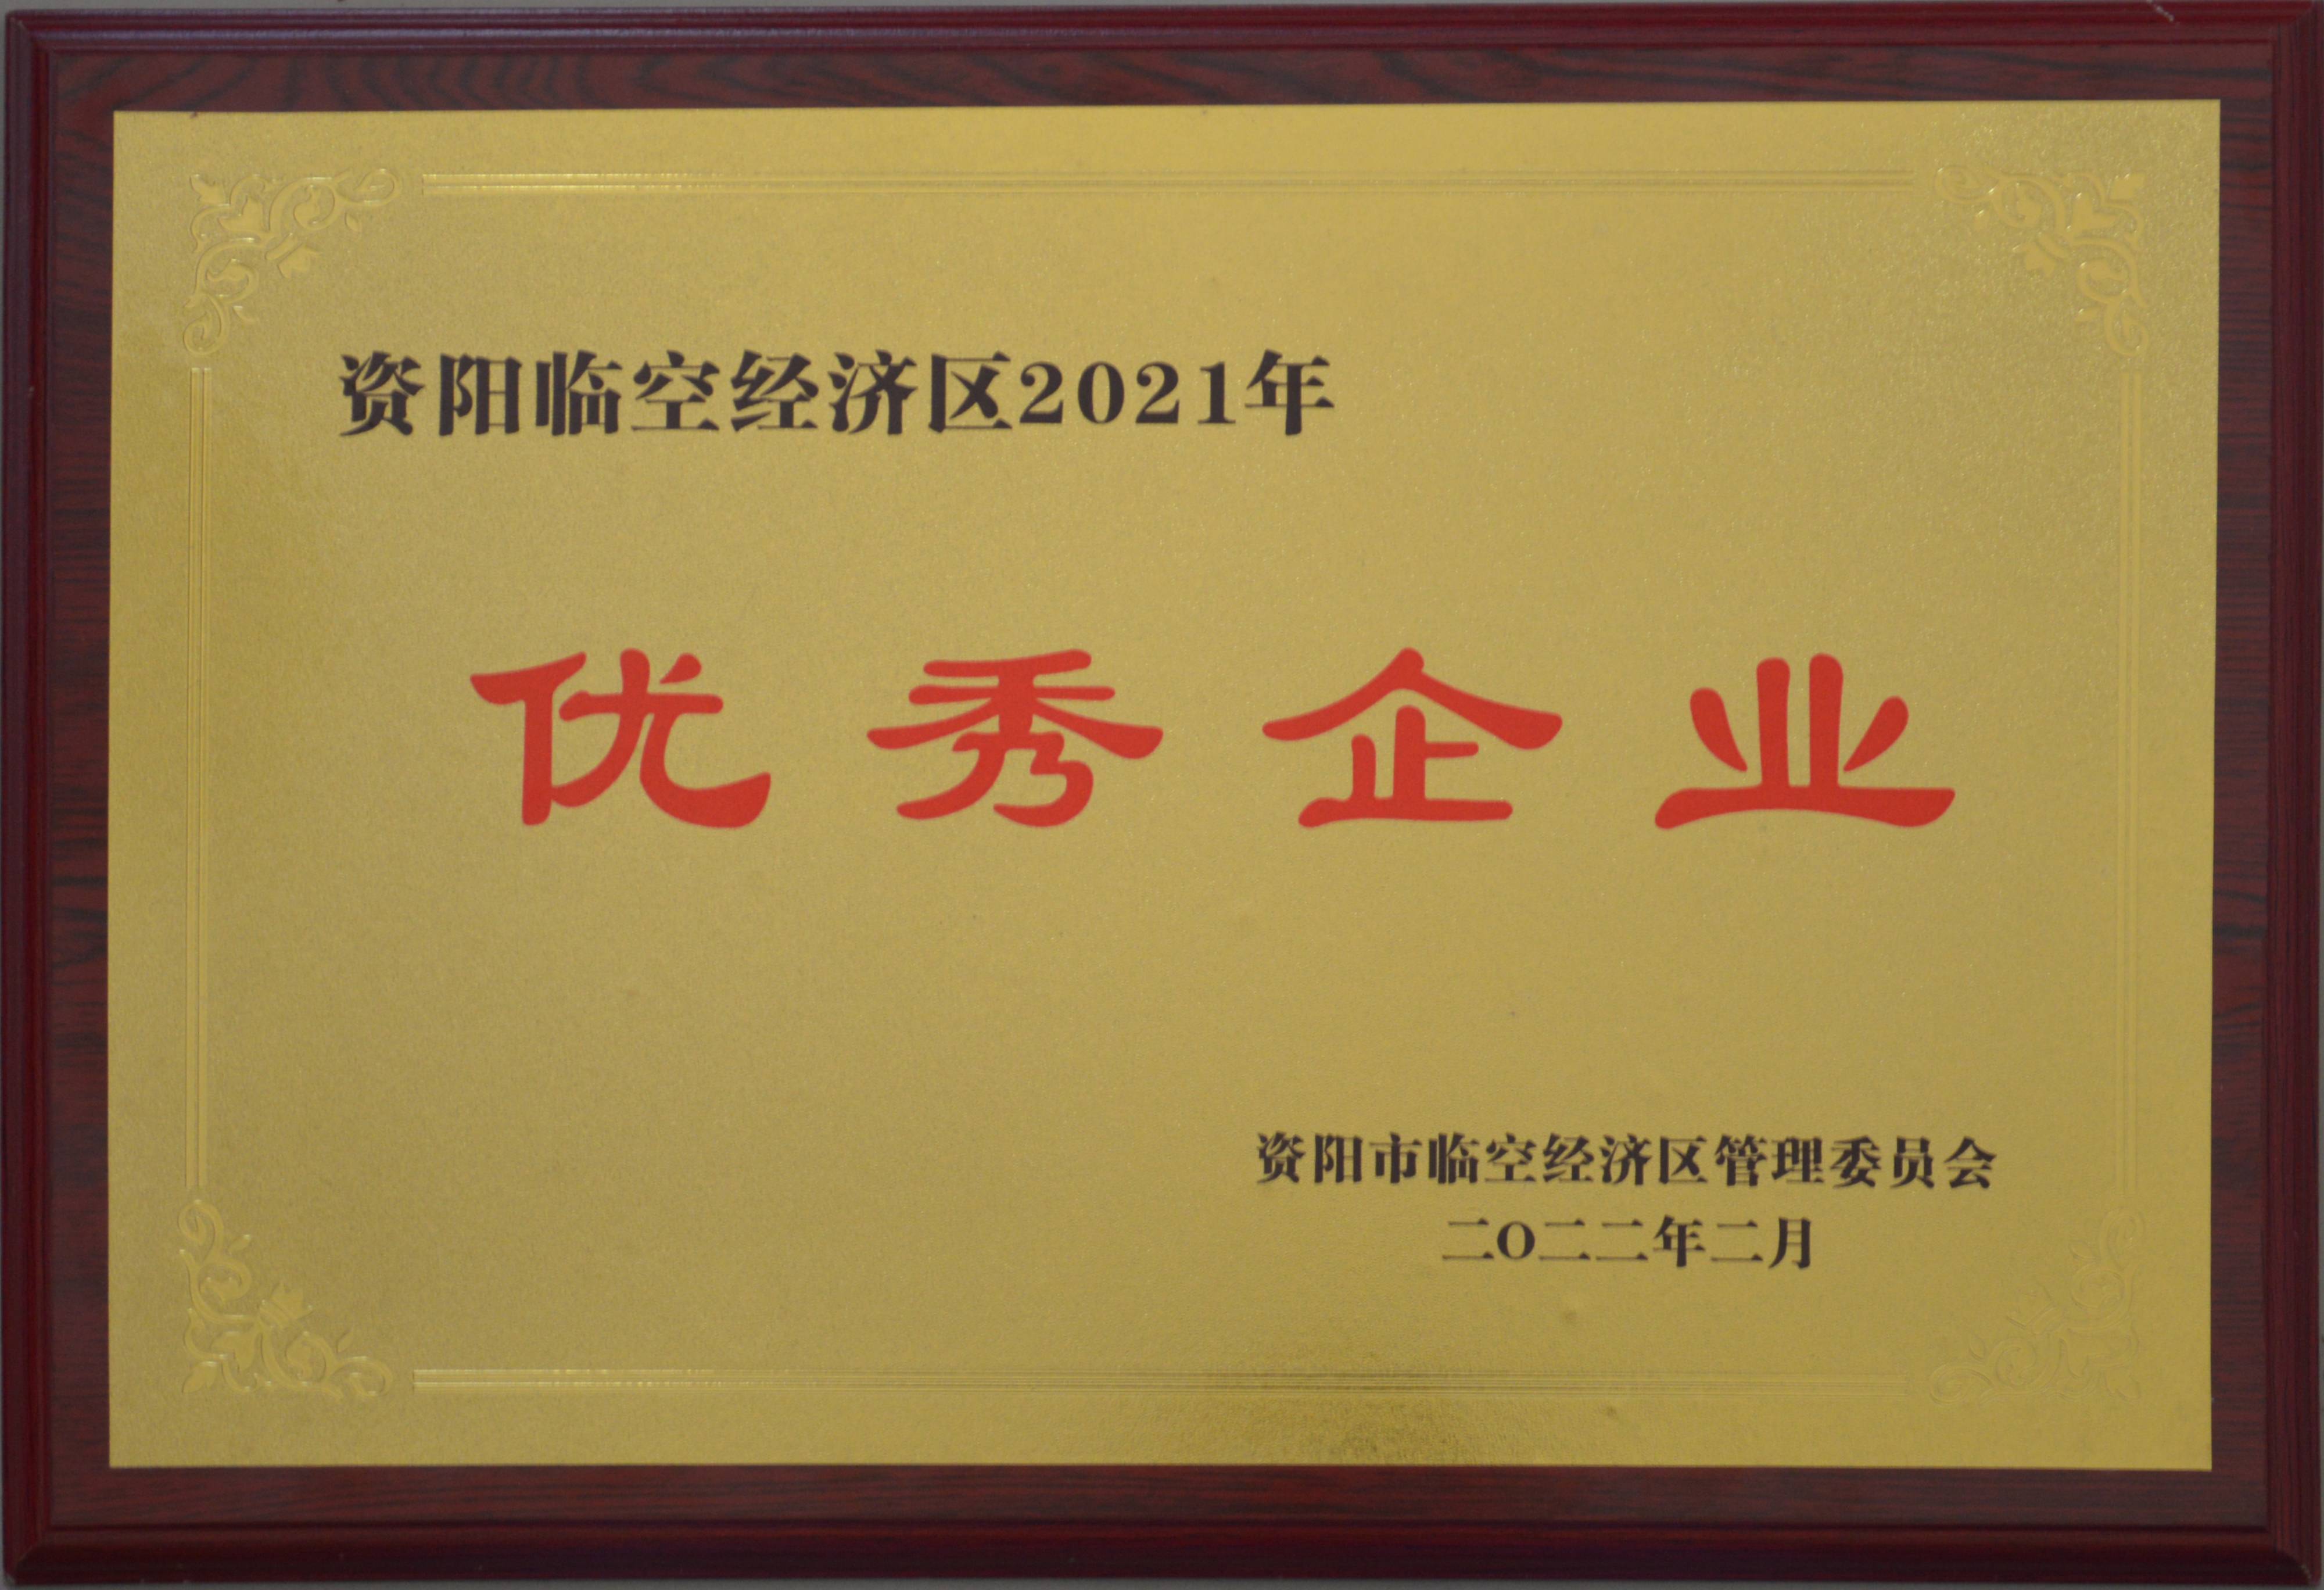 资阳临空经济区2021年
优秀企业
资阳市临空经济区管理委员会
二O二二年二月